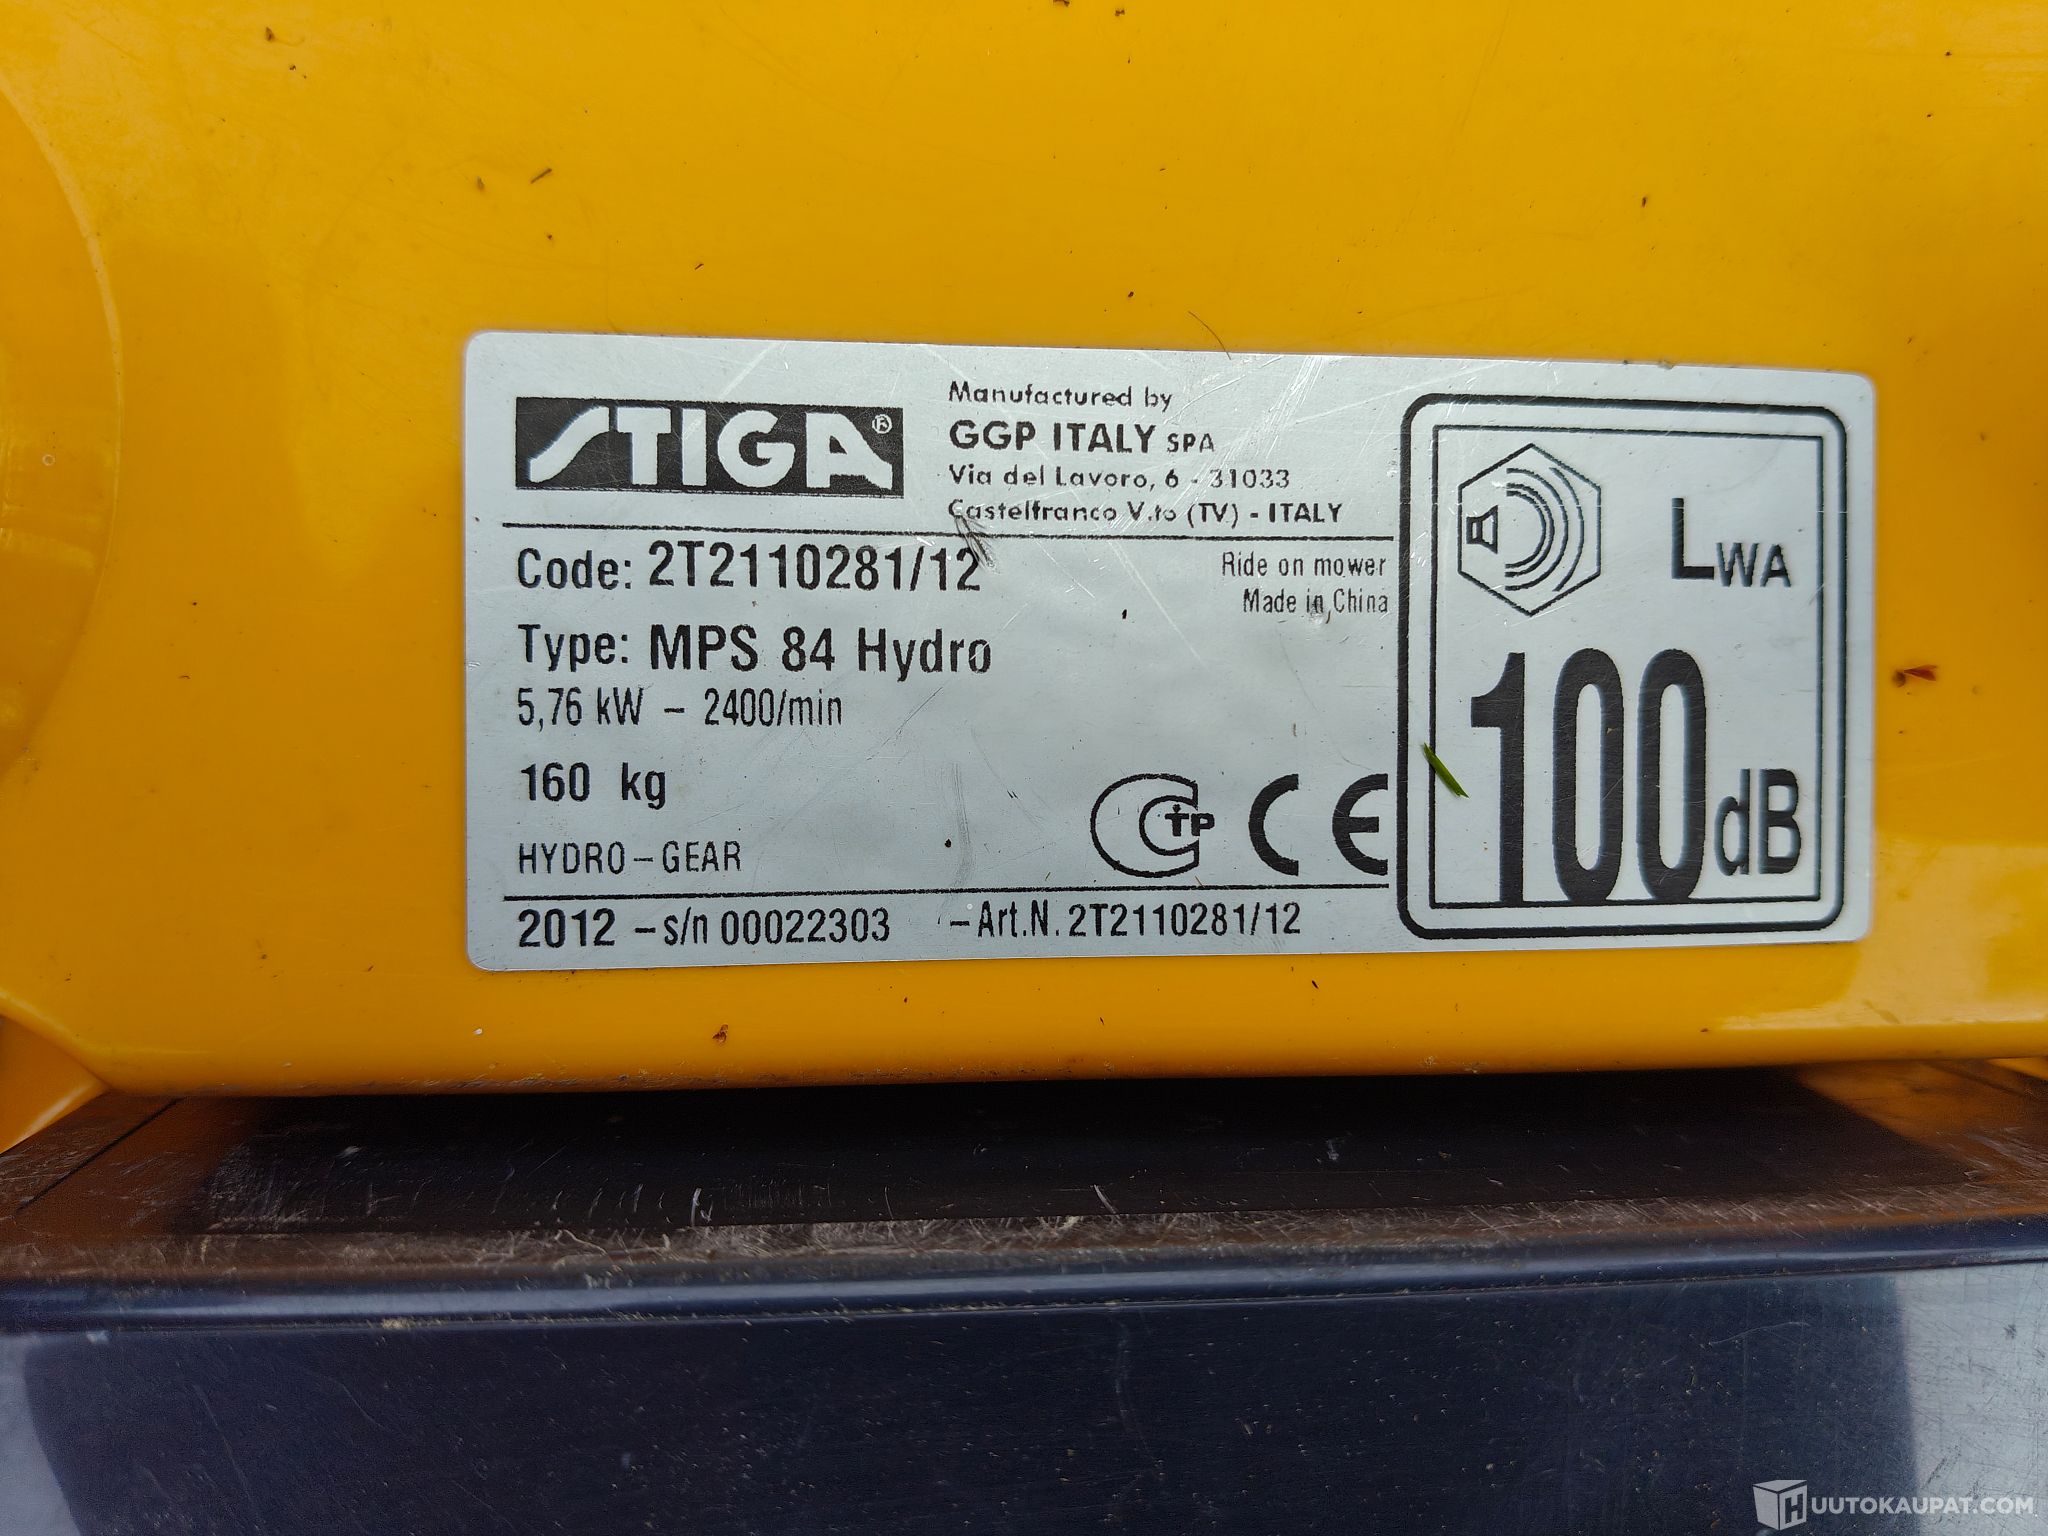 STIGA®
Manufactured by
GGP ITALY SPA
Via del Lavoro, 6 - 31033
Castelfranco V.to (TV) - ITALY
Code: 2T2110281/12
Ride on mower
Made in China
Type: MPS 84 Hydro
5,76 kW – 2400/min
160 kg
HYDRO–GEAR
CE
2012 –s/n 00022303 –Art.N. 2T2110281/12
LWA
100dB
HUUTOKAUPAT.COM